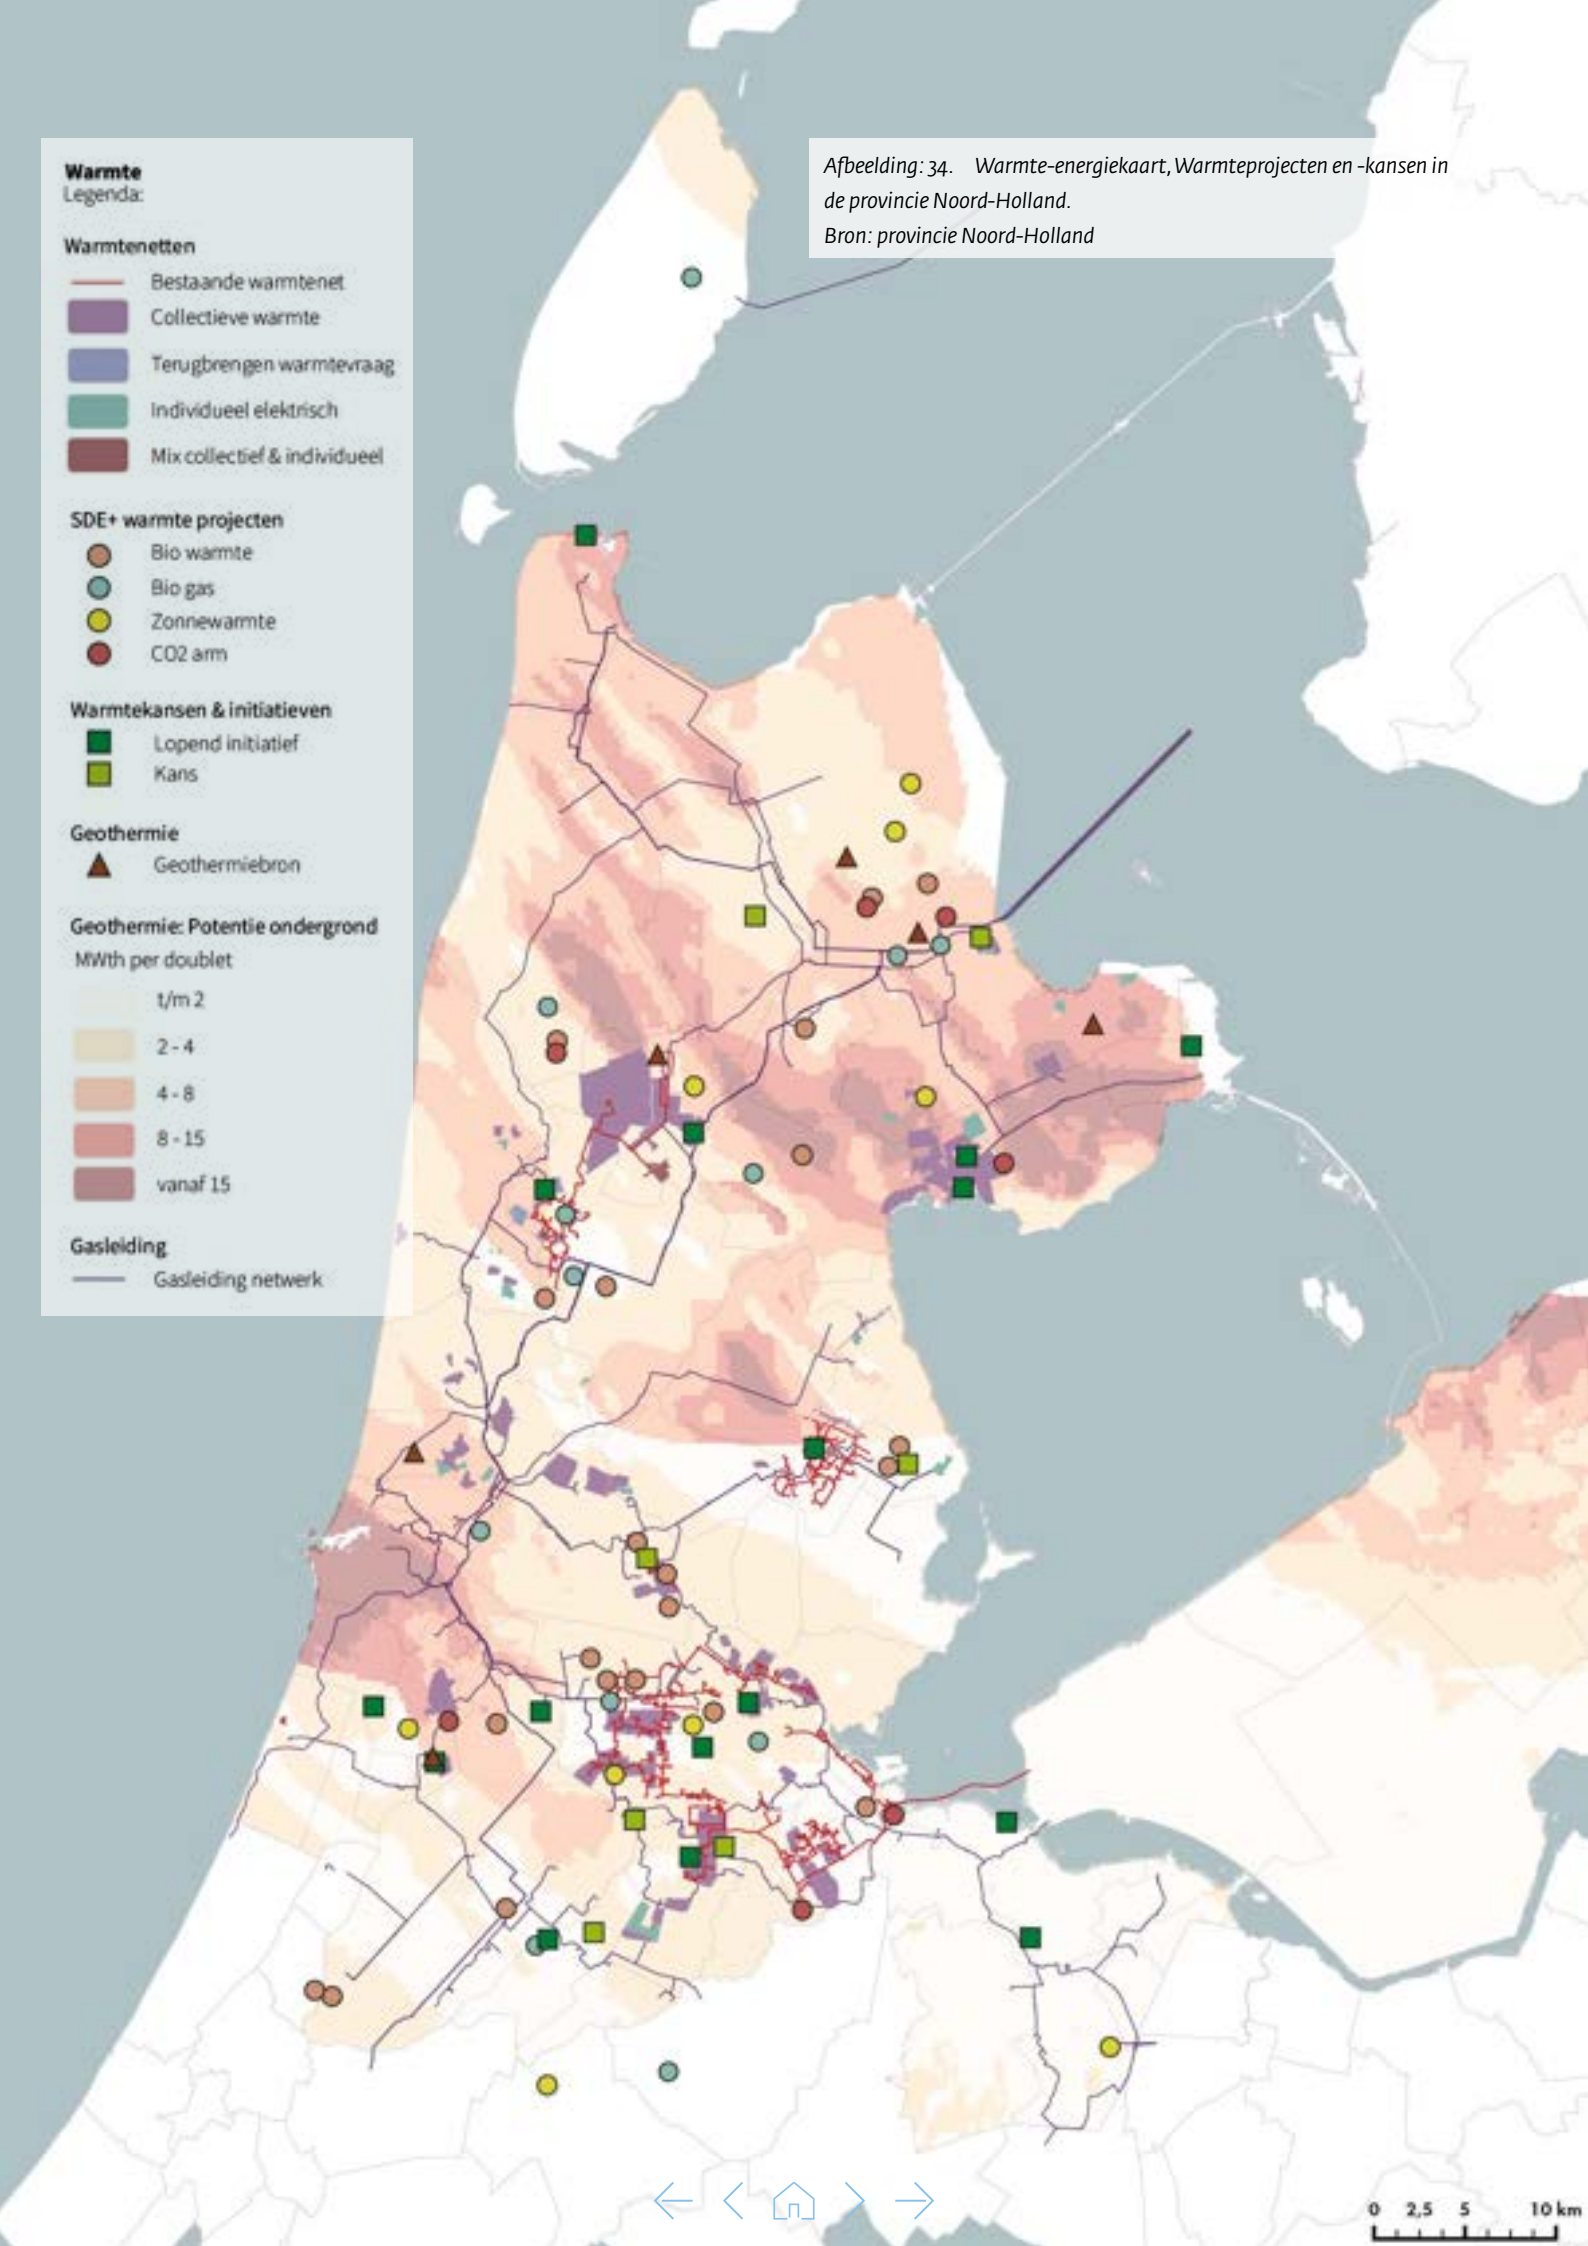 Warmte
Legenda:
Warmtenetten
Bestaande warmtenet
Collectieve warmte
Terugbrengen warmtevraag
Individueel elektrisch
Mix collectief & individueel
SDE+ warmte projecten
Bio warmte
Bio gas
Zonnewarmte
CO2 arm
Warmtekansen & initiatieven
Lopend initiatief
Kans
Geothermie
Geothermiebron
Geothermie: Potentie ondergrond
MWth per doublet
t/m 2
2 - 4
4 - 8
8 - 15
vanaf 15
Gasleiding
Gasleiding netwerk
Afbeelding: 34. Warmte-energiekaart, Warmteprojecten en -kansen in
de provincie Noord-Holland.
Bron: provincie Noord-Holland
0 2,5 5 10 km